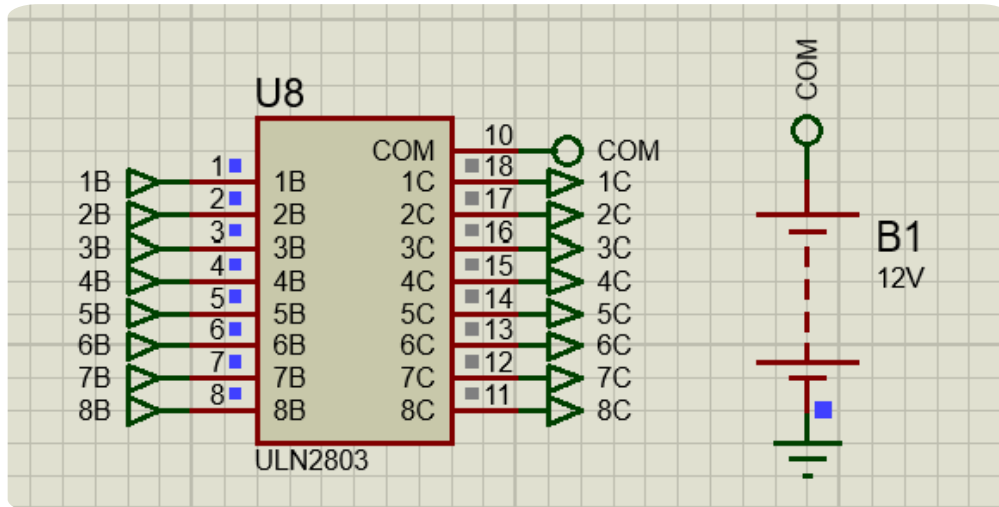 COM
U8
10
COM COM
1 18
1B 1B 1C 1C
2 17
2B 2B 2C 2C
3 16
3B 3B 3C 3C
B1
4 15
4B 4B 4C 4C
12V
5 14
5B 5B 5C 5C
6 13
6B 6B 6C 6C
7 12
7B 7B 7C 7C
8 11
8B 8B 8C 8C
ULN2803